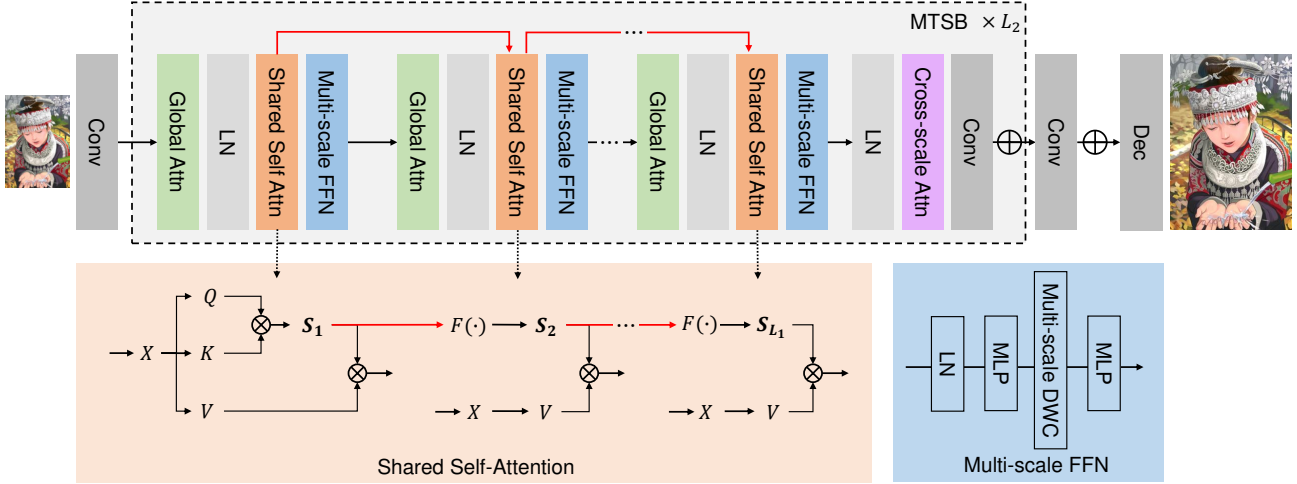 MTSB × L₂
Conv
Global Attn
LN
Shared Self Attn
Multi-scale FFN
Global Attn
LN
Shared Self Attn
Multi-scale FFN
Global Attn
LN
Shared Self Attn
Multi-scale FFN
LN
Cross-scale Attn
Conv
Conv
Dec
...
...
X
Q
K
V
S₁
F(·)
S₂
...
F(·)
S_{L₁}
X
V
X
V
Shared Self-Attention
LN
MLP
Multi-scale DWC
MLP
Multi-scale FFN